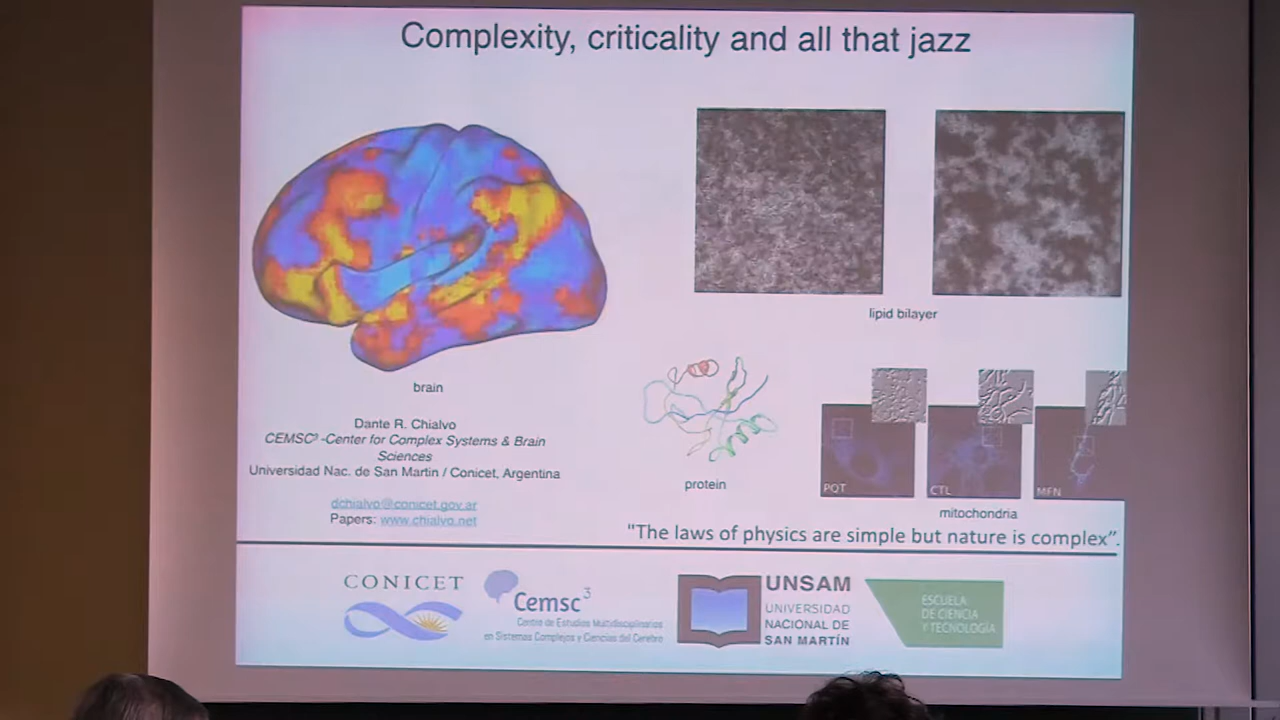 Complexity, criticality and all that jazz
lipid bilayer
brain
Dante R. Chialvo
CEMSC³ -Center for Complex Systems & Brain
Sciences
Universidad Nac. de San Martin / Conicet, Argentina
dchialvo@conicet.gov.ar
Papers: www.chialvo.net
protein
PQT
CTL
MFN
mitochondria
"The laws of physics are simple but nature is complex”.
CONICET
Cemsc³
Centro de Estudios Multidisciplinarios
en Sistemas Complejos y Ciencias del Cerebro
UNSAM
UNIVERSIDAD
NACIONAL DE
SAN MARTÍN
ESCUELA
DE CIENCIA
Y TECNOLOGÍA